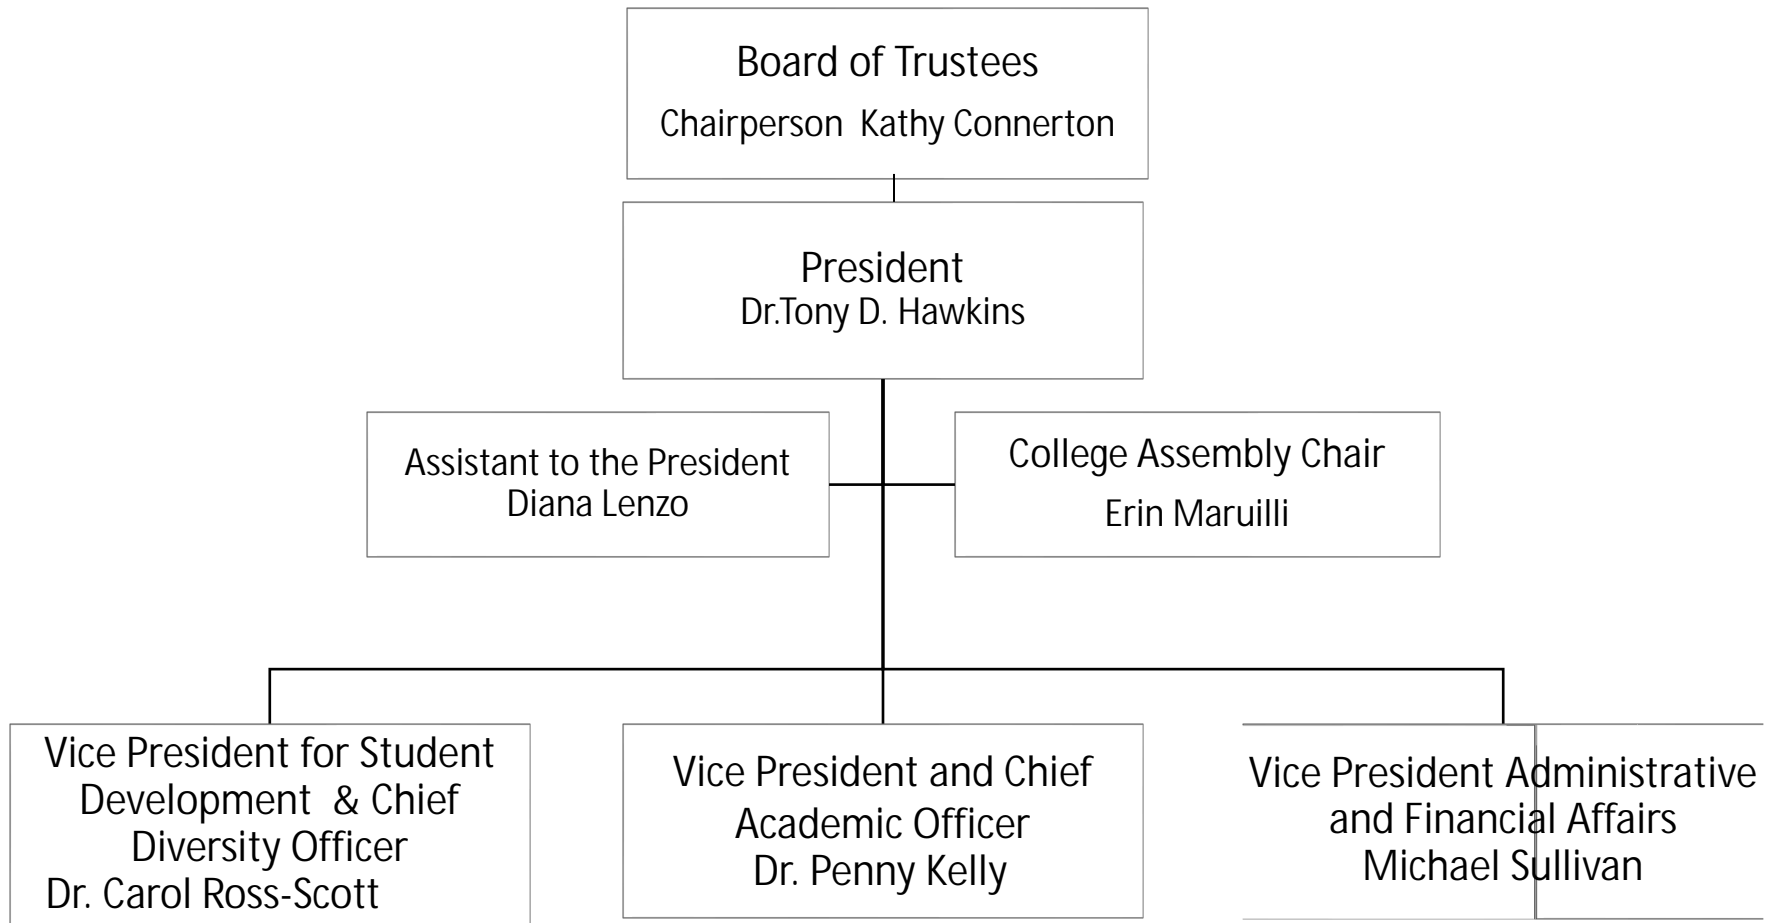 Board of Trustees
Chairperson  Kathy Connerton
President
Dr.Tony D. Hawkins
Assistant to the President
Diana Lenzo
College Assembly Chair
Erin Maruilli
Vice President for Student
Development  & Chief
Diversity Officer
Dr. Carol Ross-Scott
Vice President and Chief
Academic Officer
Dr. Penny Kelly
Vice President Administrative
and Financial Affairs
Michael Sullivan